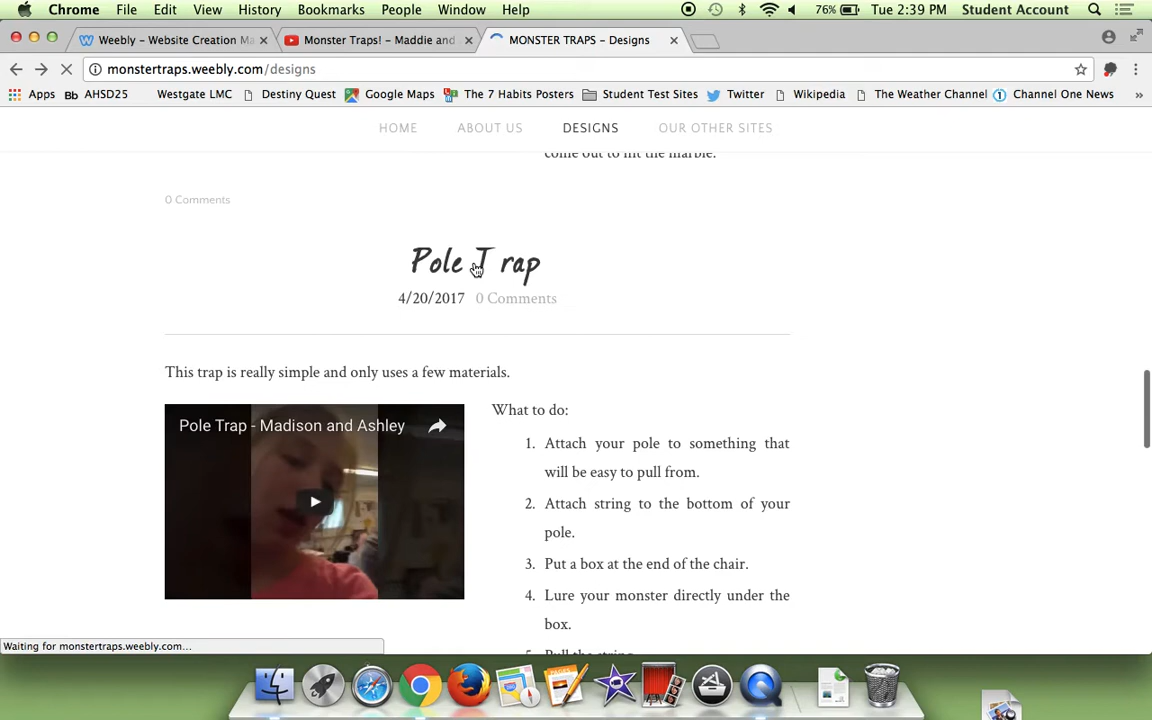 Chrome File Edit View History Bookmarks People Window Help 76% Tue 2:39 PM Student Account
Weebly - Website Creation Ma
Monster Traps! - Maddie and
MONSTER TRAPS - Designs
monstertraps.weebly.com/designs
Apps Bb AHSD25 Westgate LMC Destiny Quest Google Maps The 7 Habits Posters Student Test Sites Twitter Wikipedia The Weather Channel Channel One News »
HOME ABOUT US DESIGNS OUR OTHER SITES
come out to hit the marble.
0 Comments
Pole Trap
4/20/2017 0 Comments
This trap is really simple and only uses a few materials.
Pole Trap - Madison and Ashley
What to do:
1. Attach your pole to something that
will be easy to pull from.
2. Attach string to the bottom of your
pole.
3. Put a box at the end of the chair.
4. Lure your monster directly under the
box.
5. Pull the string.
Waiting for monstertraps.weebly.com...